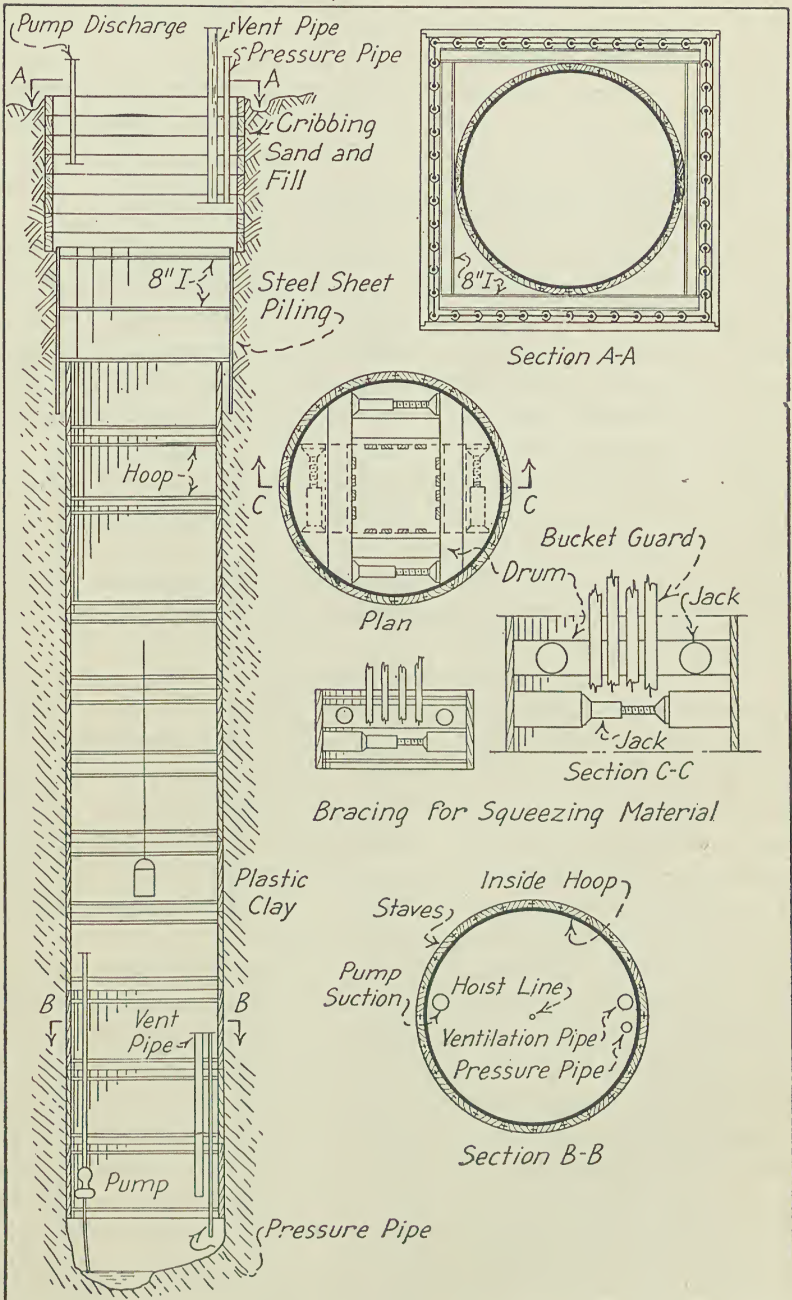 Pump Discharge
Vent Pipe
Pressure Pipe
A
A
Cribbing
Sand and
Fill
8" I
Steel Sheet
Piling
8" I
Section A-A
Hoop
C
C
Plan
Bucket Guard
Drum
Jack
Jack
Section C-C
Bracing for Squeezing Material
Plastic
Clay
Inside Hoop
Staves
Pump
Suction
Hoist Line
Ventilation Pipe
Pressure Pipe
Section B-B
B
B
Vent
Pipe
Pump
Pressure Pipe